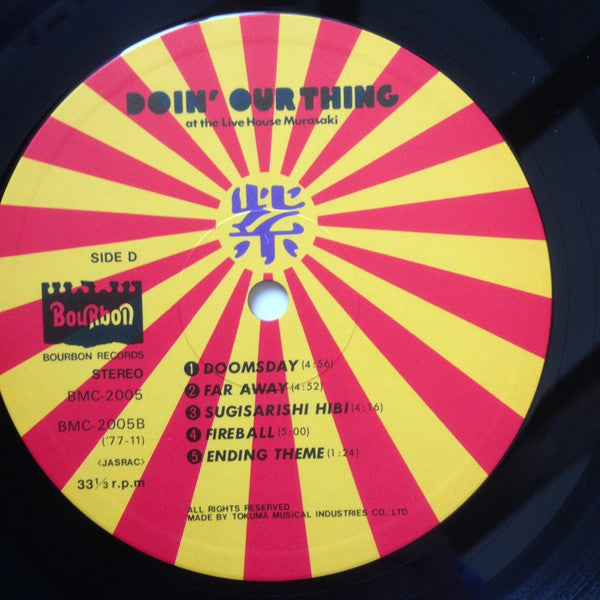 DOIN' OUR THING
at the Live House Murasaki
紫
SIDE D
BouRbon
BOURBON RECORDS
STEREO
BMC-2005
BMC-2005B
('77-11)
<JASRAC>
33⅓ r.p.m
1 DOOMSDAY (4:56)
2 FAR AWAY (4:52)
3 SUGISARISHI HIBI (4:16)
4 FIREBALL (5:00)
5 ENDING THEME (1:24)
ALL RIGHTS RESERVED
MADE BY TOKUMA MUSICAL INDUSTRIES CO., LTD.